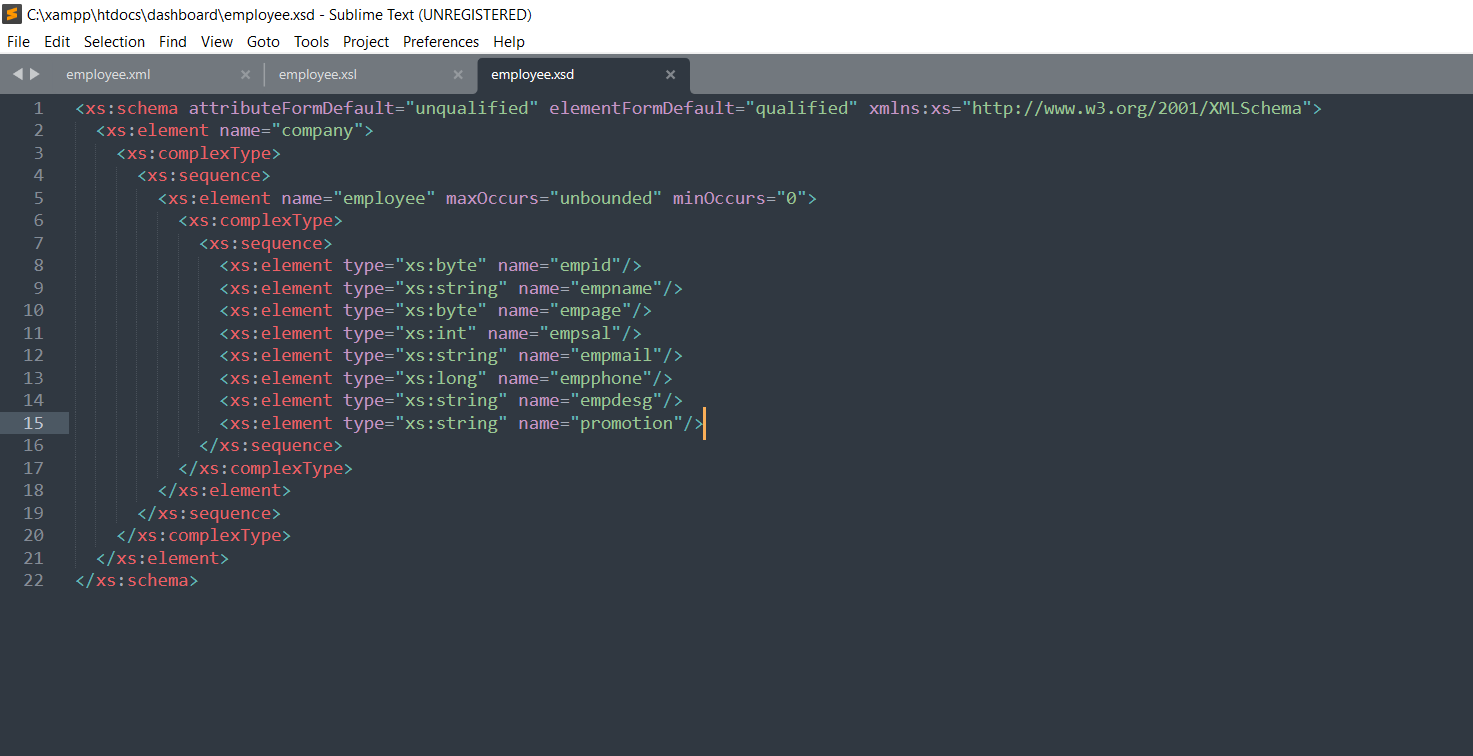 C:\xampp\htdocs\dashboard\employee.xsd - Sublime Text (UNREGISTERED)
File Edit Selection Find View Goto Tools Project Preferences Help
employee.xml × employee.xsl × employee.xsd ×
1 <xs:schema attributeFormDefault="unqualified" elementFormDefault="qualified" xmlns:xs="http://www.w3.org/2001/XMLSchema">
2   <xs:element name="company">
3     <xs:complexType>
4       <xs:sequence>
5         <xs:element name="employee" maxOccurs="unbounded" minOccurs="0">
6           <xs:complexType>
7             <xs:sequence>
8               <xs:element type="xs:byte" name="empid"/>
9               <xs:element type="xs:string" name="empname"/>
10               <xs:element type="xs:byte" name="empage"/>
11               <xs:element type="xs:int" name="empsal"/>
12               <xs:element type="xs:string" name="empmail"/>
13               <xs:element type="xs:long" name="empphone"/>
14               <xs:element type="xs:string" name="empdesg"/>
15               <xs:element type="xs:string" name="promotion"/>
16             </xs:sequence>
17           </xs:complexType>
18         </xs:element>
19       </xs:sequence>
20     </xs:complexType>
21   </xs:element>
22 </xs:schema>